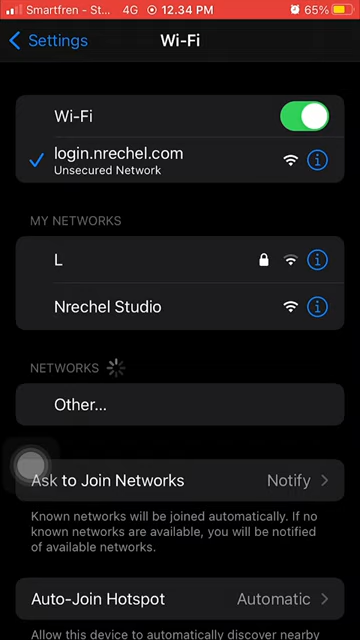 Smartfren - St... 4G 12.34 PM 65%
Settings
Wi-Fi
Wi-Fi
login.nrechel.com
Unsecured Network
MY NETWORKS
L
Nrechel Studio
NETWORKS
Other...
Ask to Join Networks Notify
Known networks will be joined automatically. If no
known networks are available, you will be notified
of available networks.
Auto-Join Hotspot Automatic
Allow this device to automatically discover nearby